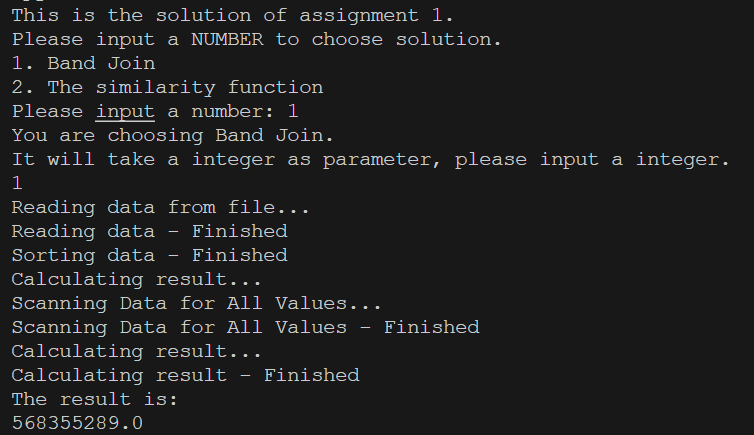 This is the solution of assignment 1.
Please input a NUMBER to choose solution.
1. Band Join
2. The similarity function
Please input a number: 1
You are choosing Band Join.
It will take a integer as parameter, please input a integer.
1
Reading data from file...
Reading data - Finished
Sorting data - Finished
Calculating result...
Scanning Data for All Values...
Scanning Data for All Values - Finished
Calculating result...
Calculating result - Finished
The result is:
568355289.0